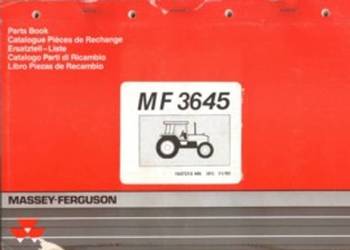 Parts Book
Catalogue Pièces de Rechange
Ersatzteil-Liste
Catalogo Parti di Ricambio
Libro Piezas de Recambio
MF 3645
MASSEY-FERGUSON